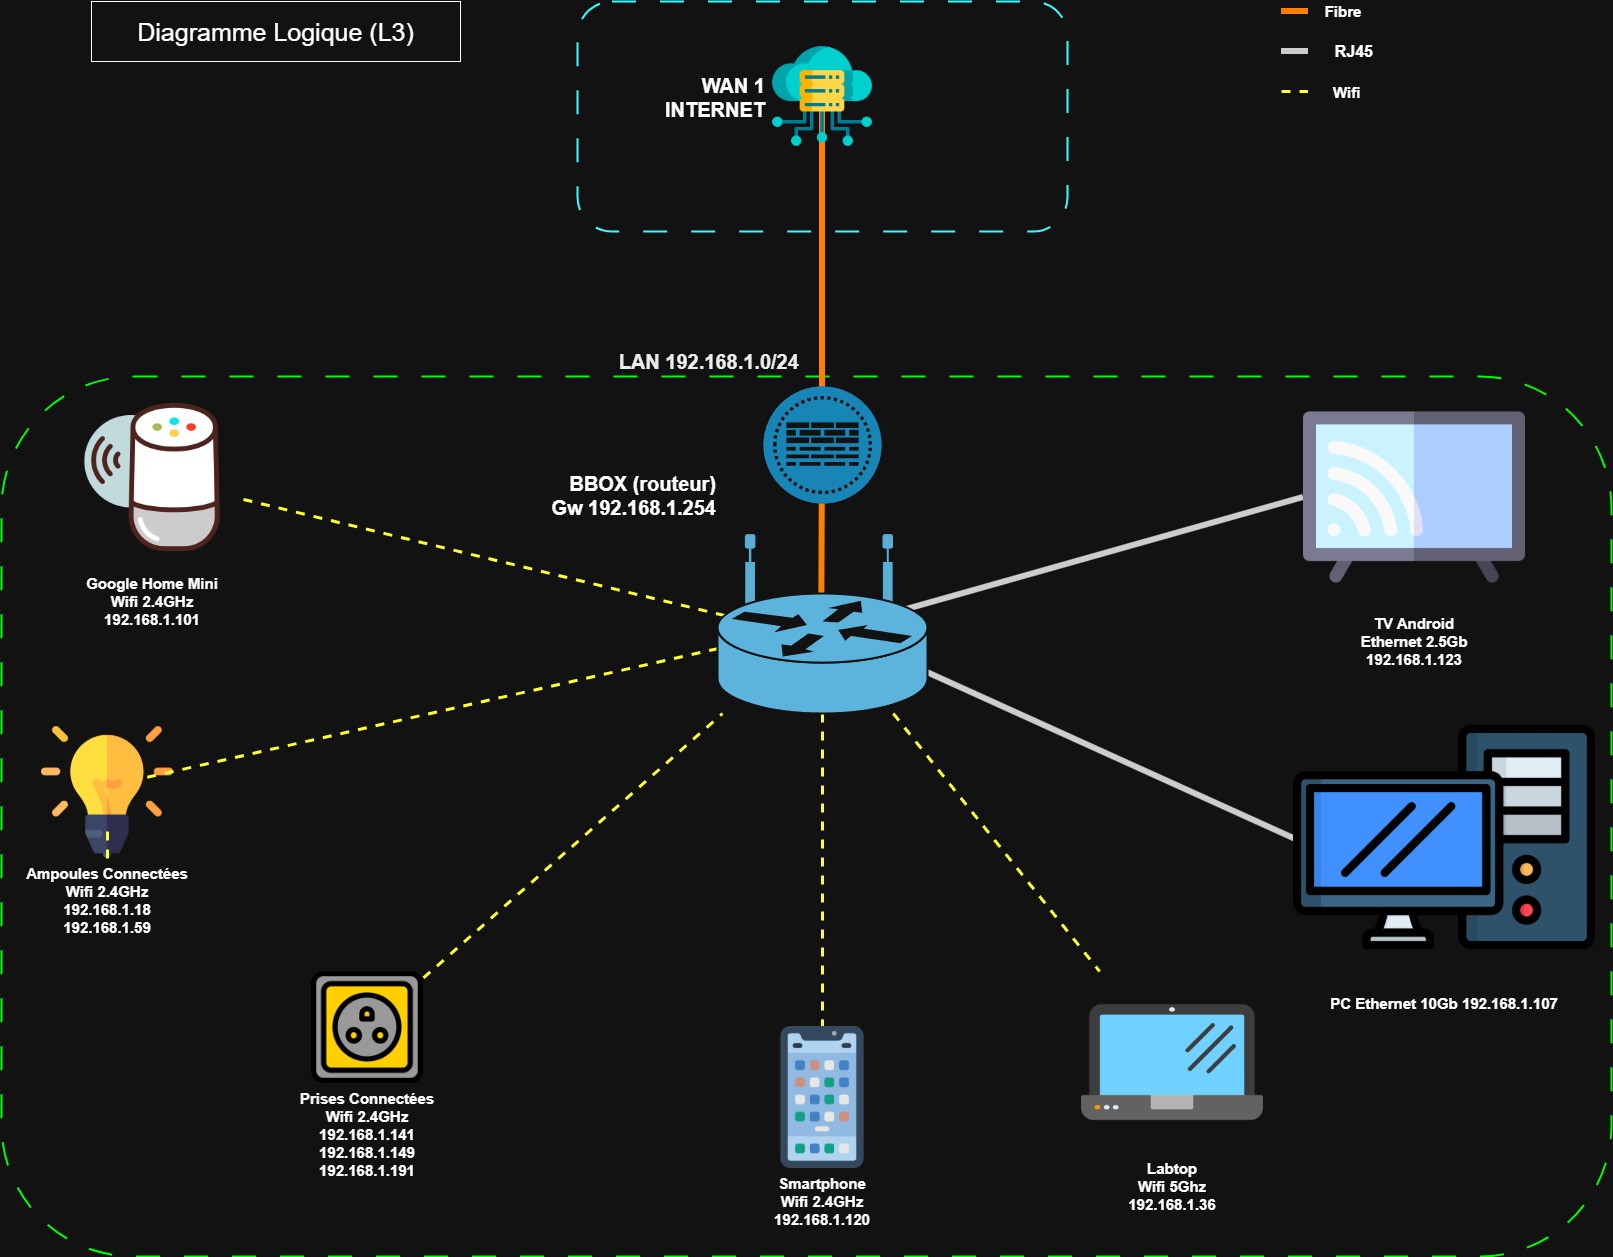 Diagramme Logique (L3)
Fibre
RJ45
Wifi
WAN 1
INTERNET
LAN 192.168.1.0/24
BBOX (routeur)
Gw 192.168.1.254
Google Home Mini
Wifi 2.4GHz
192.168.1.101
TV Android
Ethernet 2.5Gb
192.168.1.123
Ampoules Connectées
Wifi 2.4GHz
192.168.1.18
192.168.1.59
PC Ethernet 10Gb 192.168.1.107
Prises Connectées
Wifi 2.4GHz
192.168.1.141
192.168.1.149
192.168.1.191
Smartphone
Wifi 2.4GHz
192.168.1.120
Labtop
Wifi 5Ghz
192.168.1.36